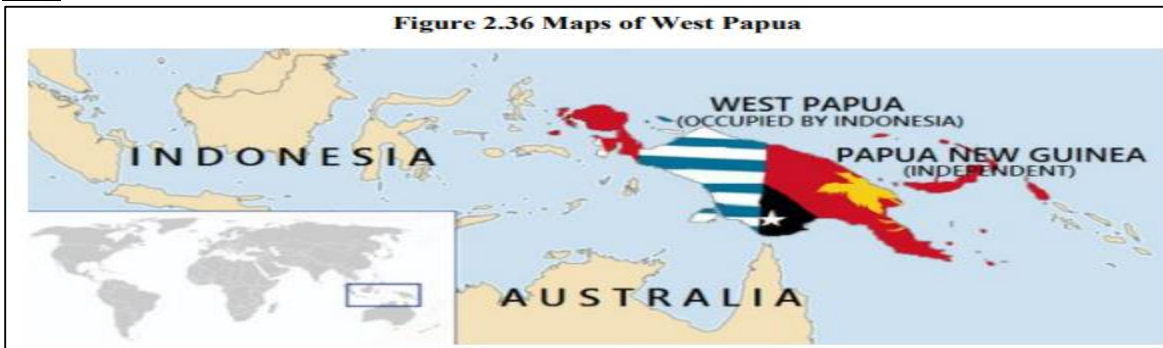 Figure 2.36 Maps of West Papua
WEST PAPUA
(OCCUPIED BY INDONESIA)
INDONESIA
PAPUA NEW GUINEA
(INDEPENDENT)
AUSTRALIA